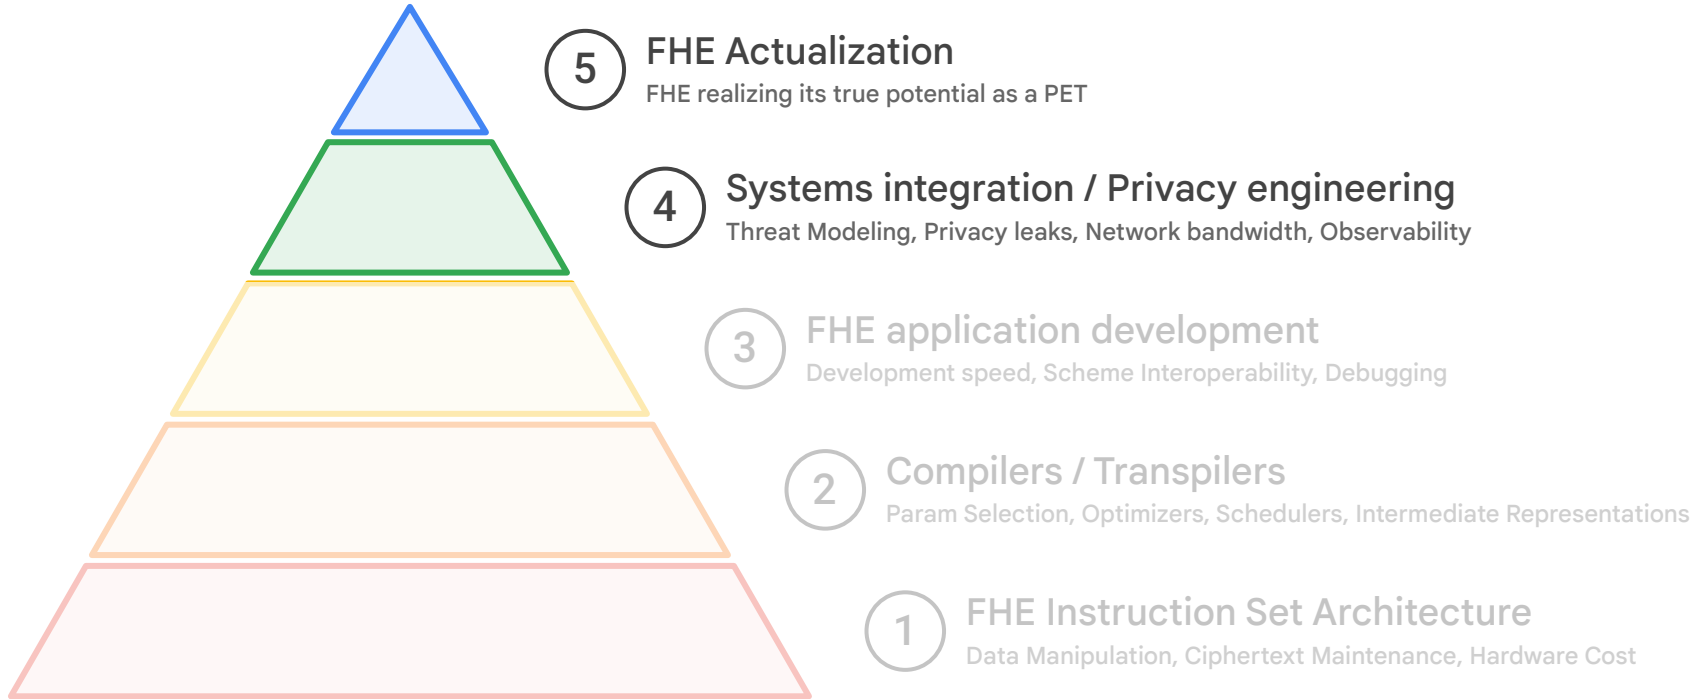 5
FHE Actualization
FHE realizing its true potential as a PET
4
Systems integration / Privacy engineering
Threat Modeling, Privacy leaks, Network bandwidth, Observability
3
FHE application development
Development speed, Scheme Interoperability, Debugging
2
Compilers / Transpilers
Param Selection, Optimizers, Schedulers, Intermediate Representations
1
FHE Instruction Set Architecture
Data Manipulation, Ciphertext Maintenance, Hardware Cost